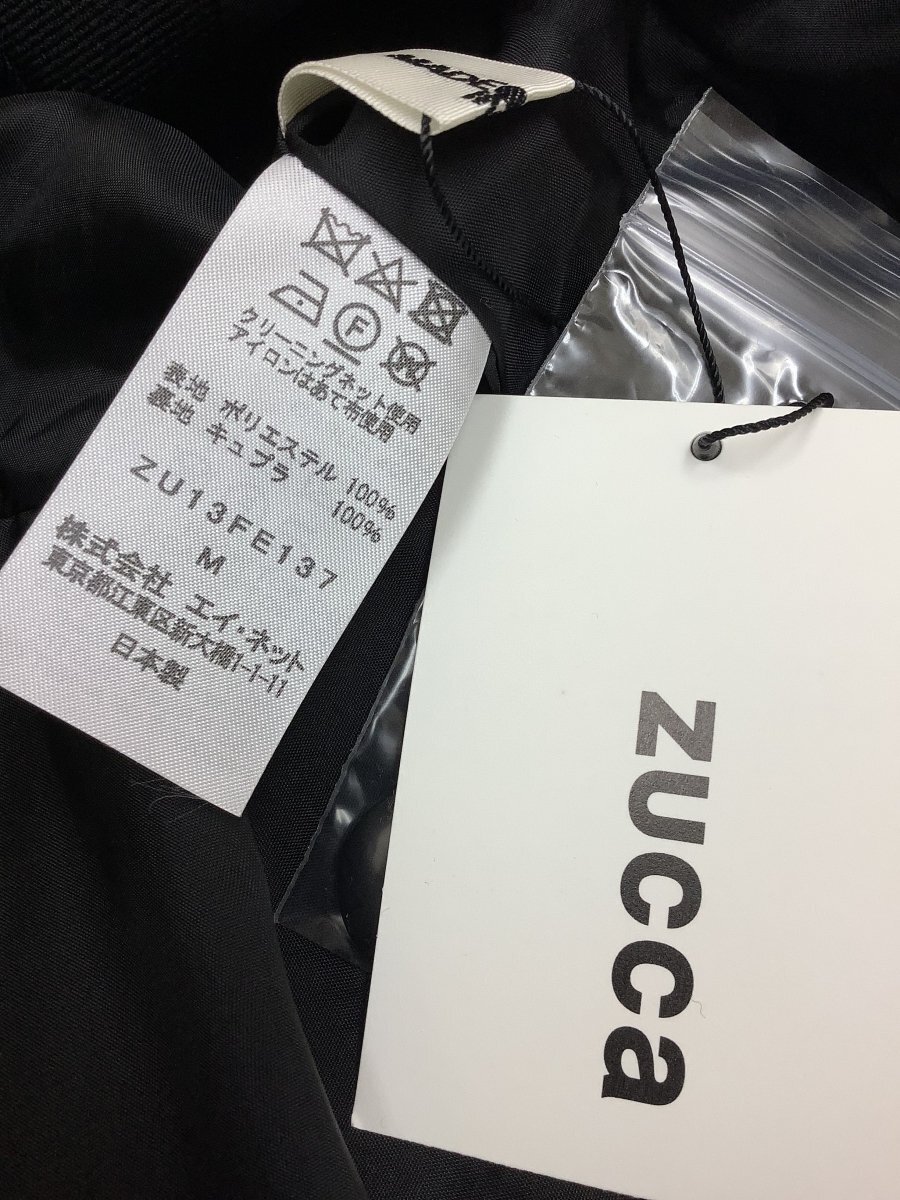 MADE
F
クリーニングネット使用
アイロンはあて布使用
表地 ポリエステル 100%
裏地 キュプラ 100%
ZU13FE137
M
株式会社 エイ・ネット
東京都江東区新大橋1-1-11
日本製
zucca